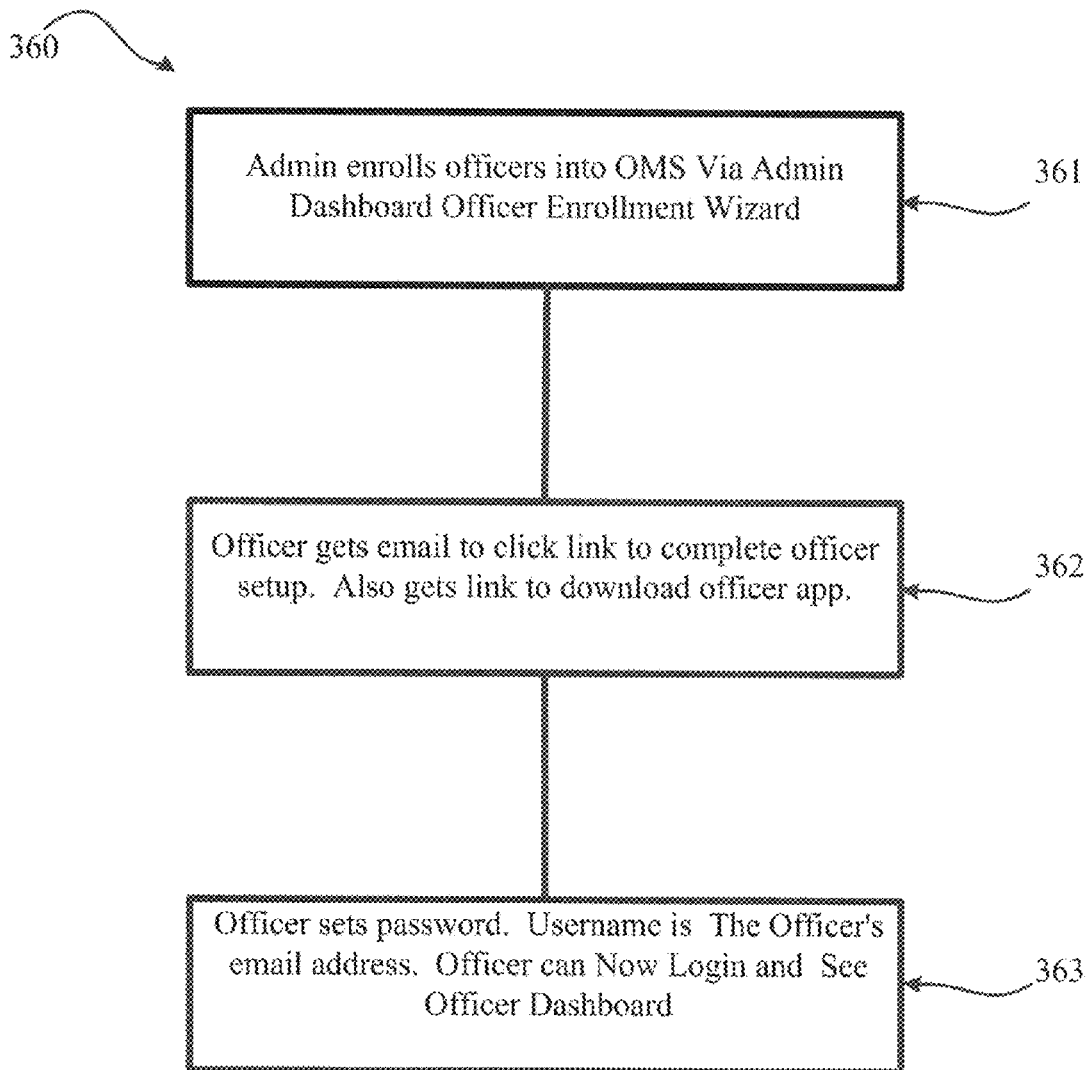 360
Admin enrolls officers into OMS Via Admin
Dashboard Officer Enrollment Wizard
361
Officer gets email to click link to complete officer
setup. Also gets link to download officer app.
362
Officer sets password. Username is The Officer's
email address. Officer can Now Login and See
Officer Dashboard
363